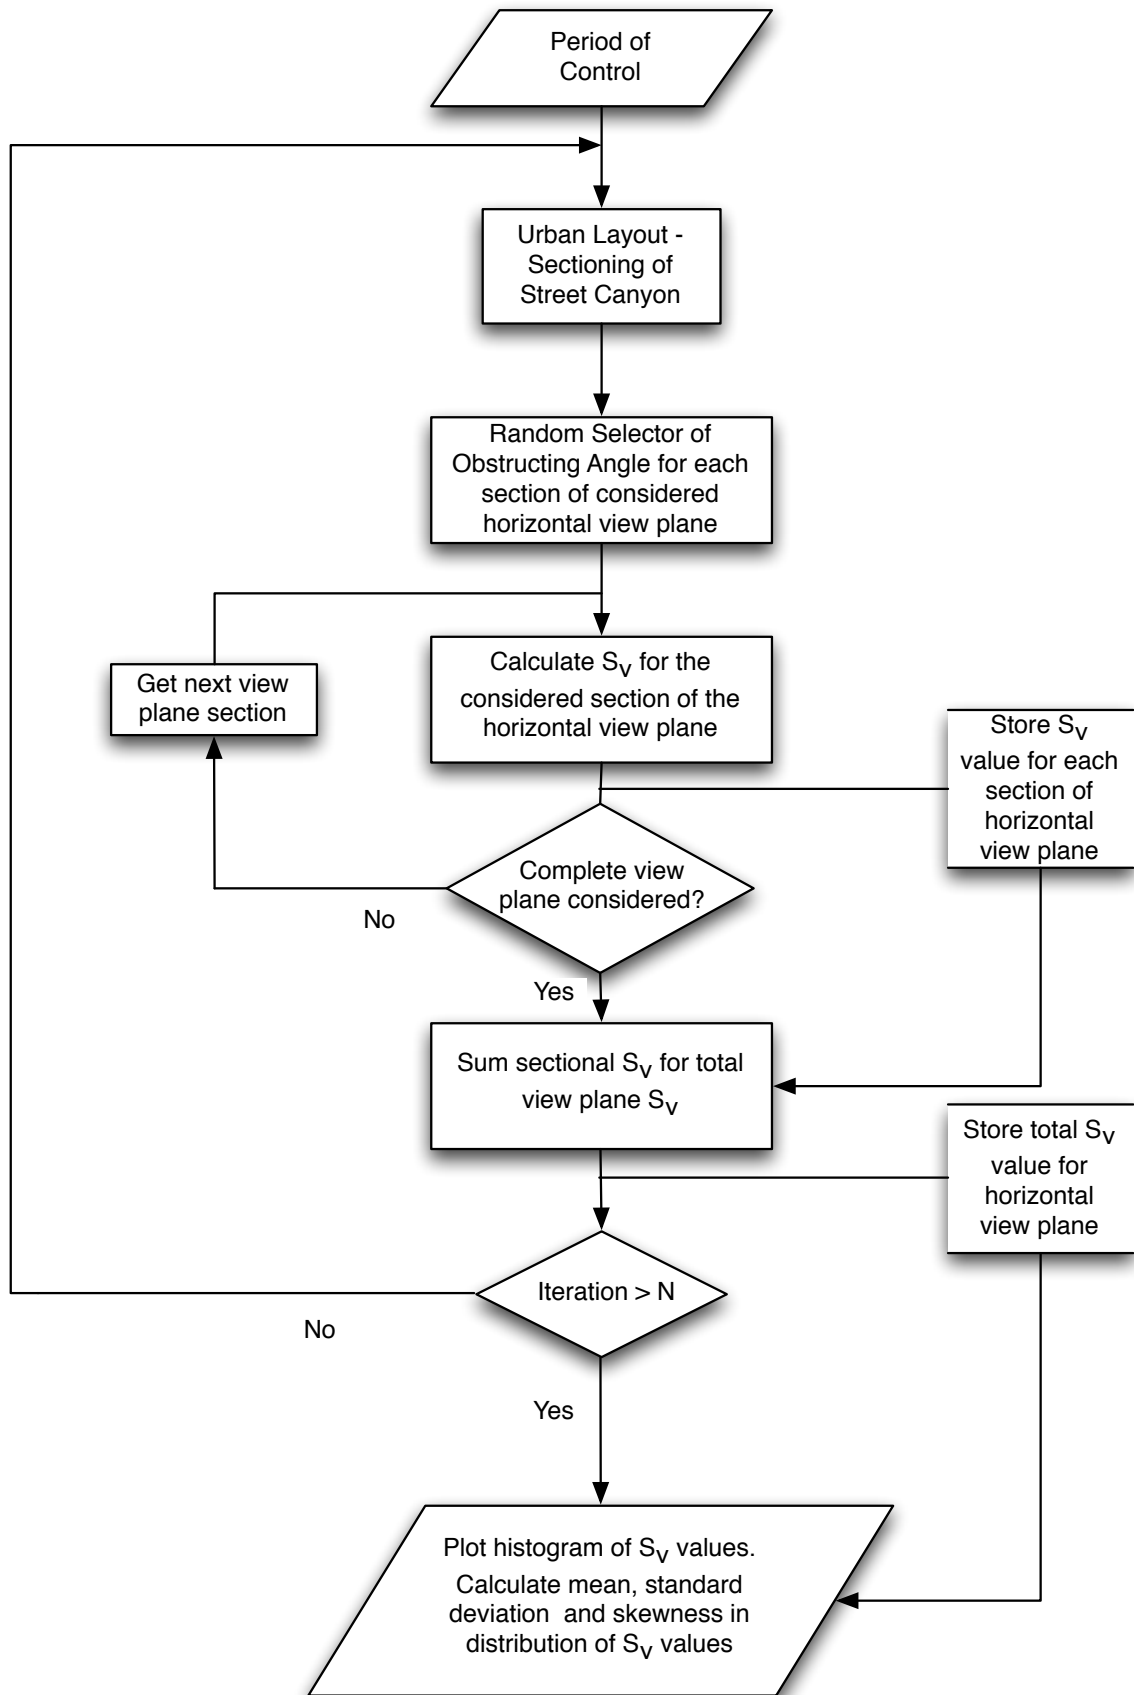 Period of
Control
Urban Layout -
Sectioning of
Street Canyon
Random Selector of
Obstructing Angle for each
section of considered
horizontal view plane
Calculate Sv for the
considered section of the
horizontal view plane
Get next view
plane section
Store Sv
value for each
section of
horizontal
view plane
Complete view
plane considered?
No
Yes
Sum sectional Sv for total
view plane Sv
Store total Sv
value for
horizontal
view plane
Iteration > N
No
Yes
Plot histogram of Sv values.
Calculate mean, standard
deviation and skewness in
distribution of Sv values